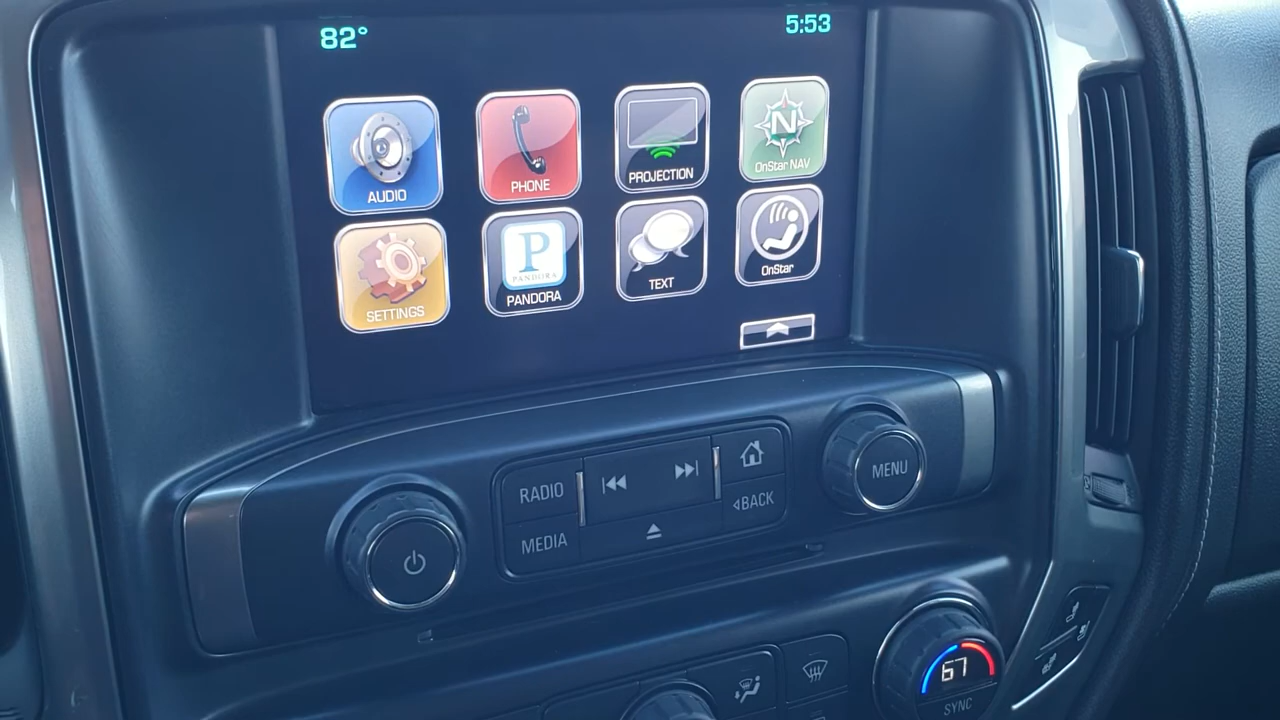 82°
5:53
AUDIO
PHONE
PROJECTION
N
OnStar NAV
SETTINGS
P
PANDORA
PANDORA
TEXT
OnStar
RADIO
MEDIA
BACK
MENU
67
SYNC